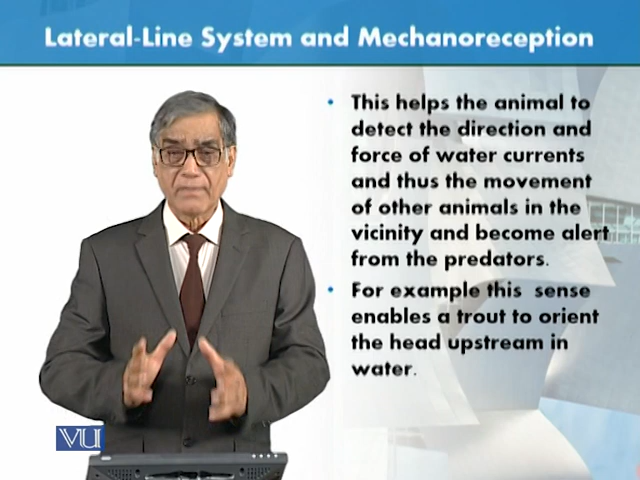 Lateral-Line System and Mechanoreception
• This helps the animal to
detect the direction and
force of water currents
and thus the movement
of other animals in the
vicinity and become alert
from the predators.
• For example this sense
enables a trout to orient
the head upstream in
water.
VU